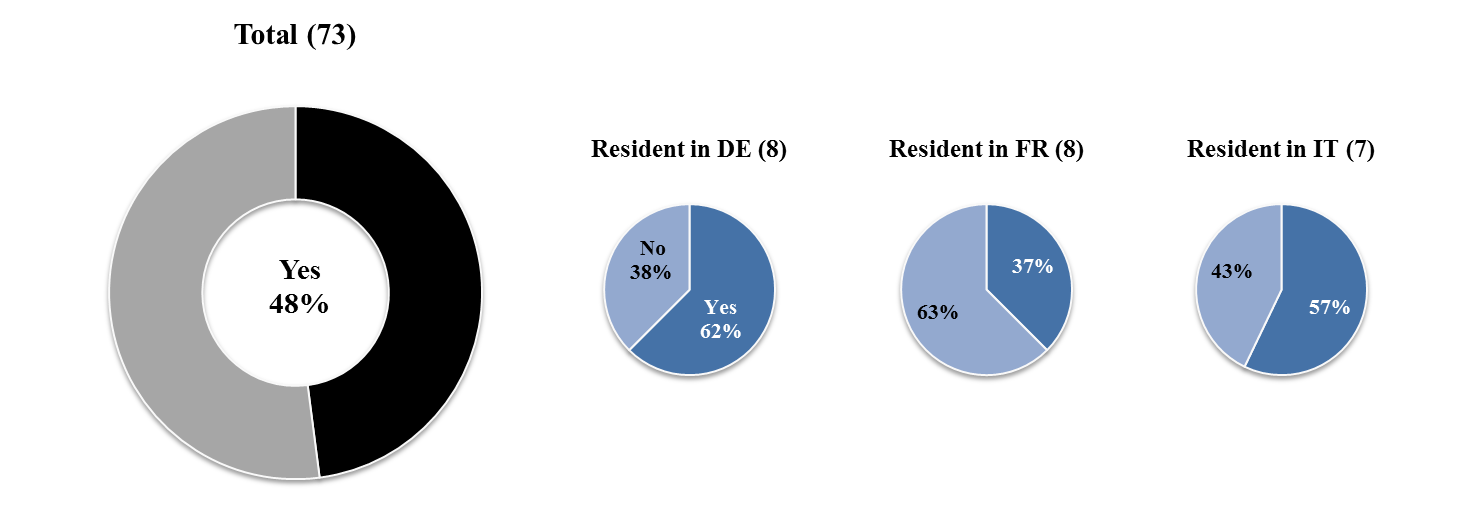 Total (73)
Yes
48%
Resident in DE (8)
No
38%
Yes
62%
Resident in FR (8)
37%
63%
Resident in IT (7)
43%
57%